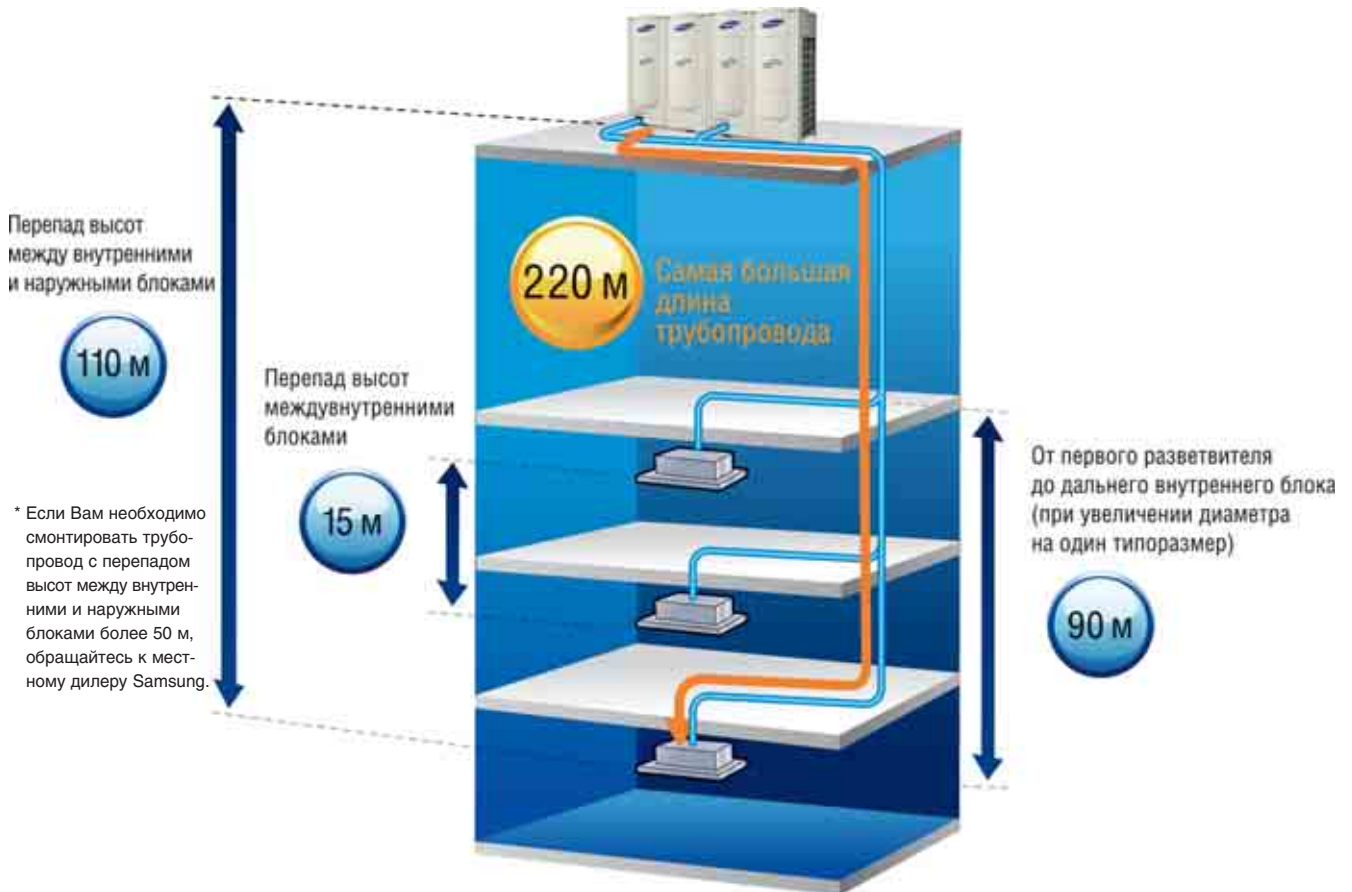 Перепад высот
между внутренними
и наружными блоками
110 м
* Если Вам необходимо
смонтировать трубо-
провод с перепадом
высот между внутрен-
ними и наружными
блоками более 50 м,
обращайтесь к мест-
ному дилеру Samsung.
220 м
Самая большая
длина
трубопровода
Перепад высот
междувнутренними
блоками
15 м
От первого разветвителя
до дальнего внутреннего блока
(при увеличении диаметра
на один типоразмер)
90 м